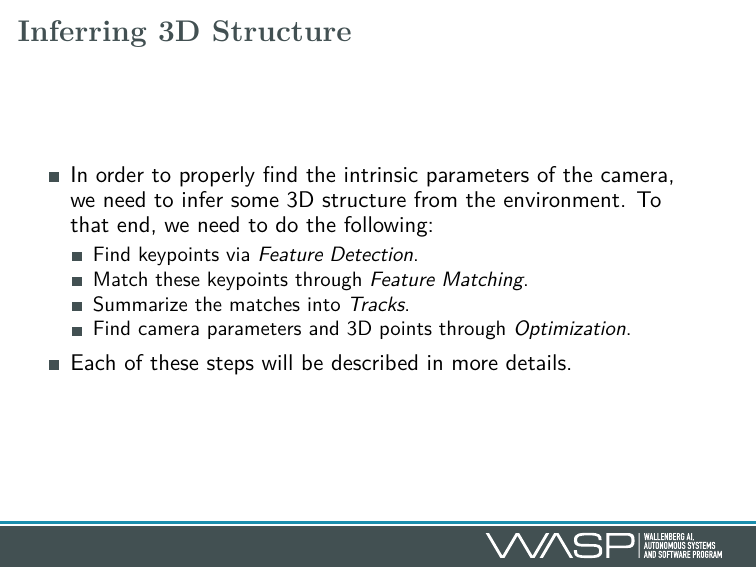 Inferring 3D Structure
In order to properly find the intrinsic parameters of the camera,
we need to infer some 3D structure from the environment. To
that end, we need to do the following:
Find keypoints via Feature Detection.
Match these keypoints through Feature Matching.
Summarize the matches into Tracks.
Find camera parameters and 3D points through Optimization.
Each of these steps will be described in more details.
WASP
WALLENBERG AI,
AUTONOMOUS SYSTEMS
AND SOFTWARE PROGRAM